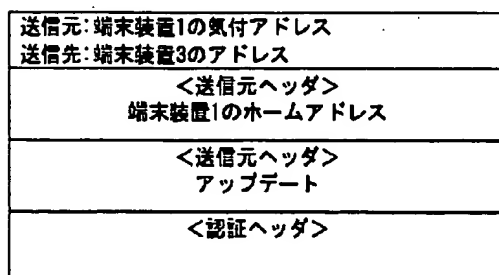 送信元:端末装置1の気付アドレス
送信先:端末装置3のアドレス
＜送信元ヘッダ＞
端末装置1のホームアドレス
＜送信元ヘッダ＞
アップデート
＜認証ヘッダ＞